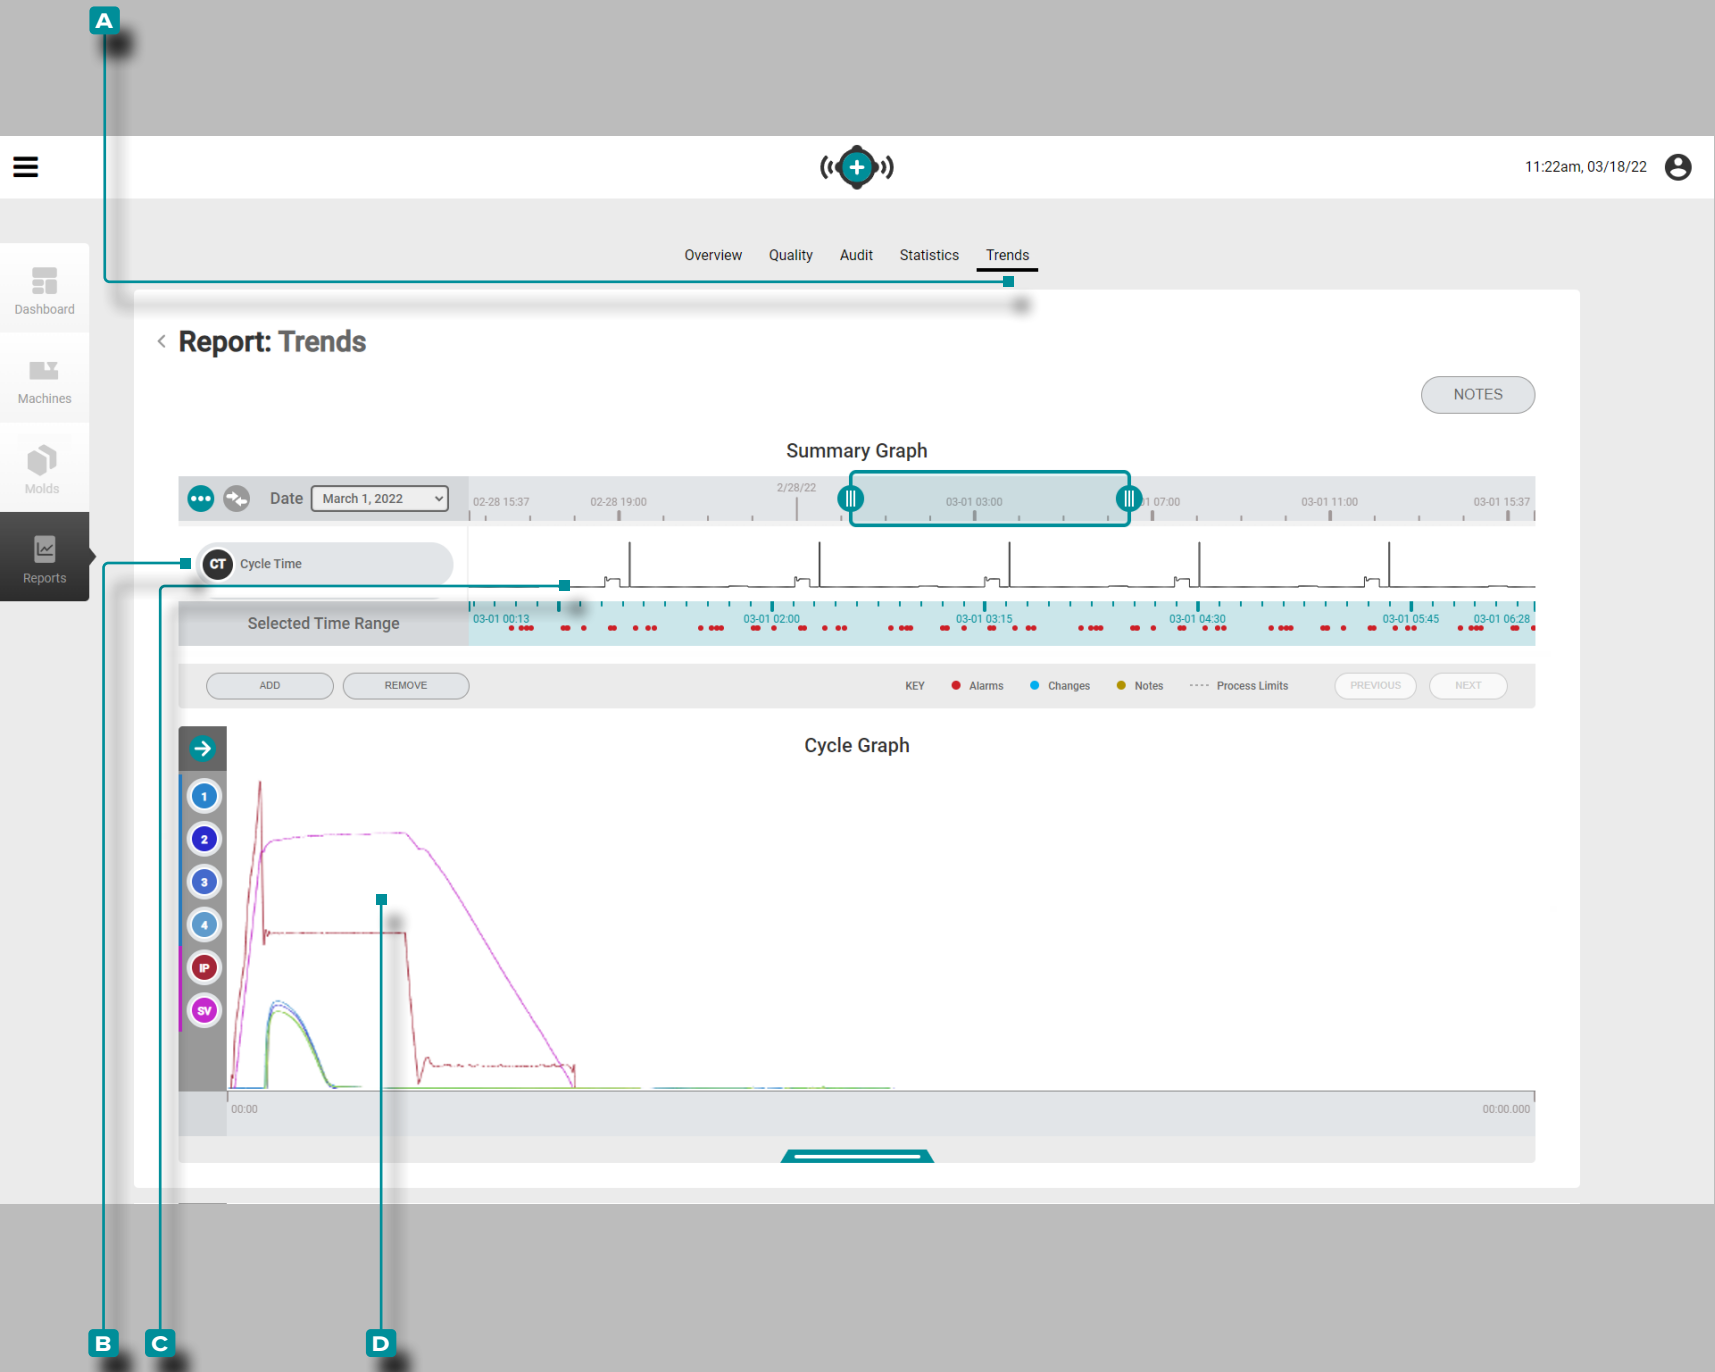 A
11:22am, 03/18/22
Overview Quality Audit Statistics Trends
Dashboard
Machines
Molds
Reports
Report: Trends
NOTES
Summary Graph
Date March 1, 2022
02-28 15:37 02-28 19:00 2/28/22 03-01 03:00 1 07:00 03-01 11:00 03-01 15:37
CT Cycle Time
Selected Time Range
03-01 00:13 03-01 02:00 03-01 03:15 03-01 04:30 03-01 05:45 03-01 06:28
ADD REMOVE KEY Alarms Changes Notes Process Limits PREVIOUS NEXT
Cycle Graph
1
2
3
4
IP
SV
00:00 00:00.000
B C D